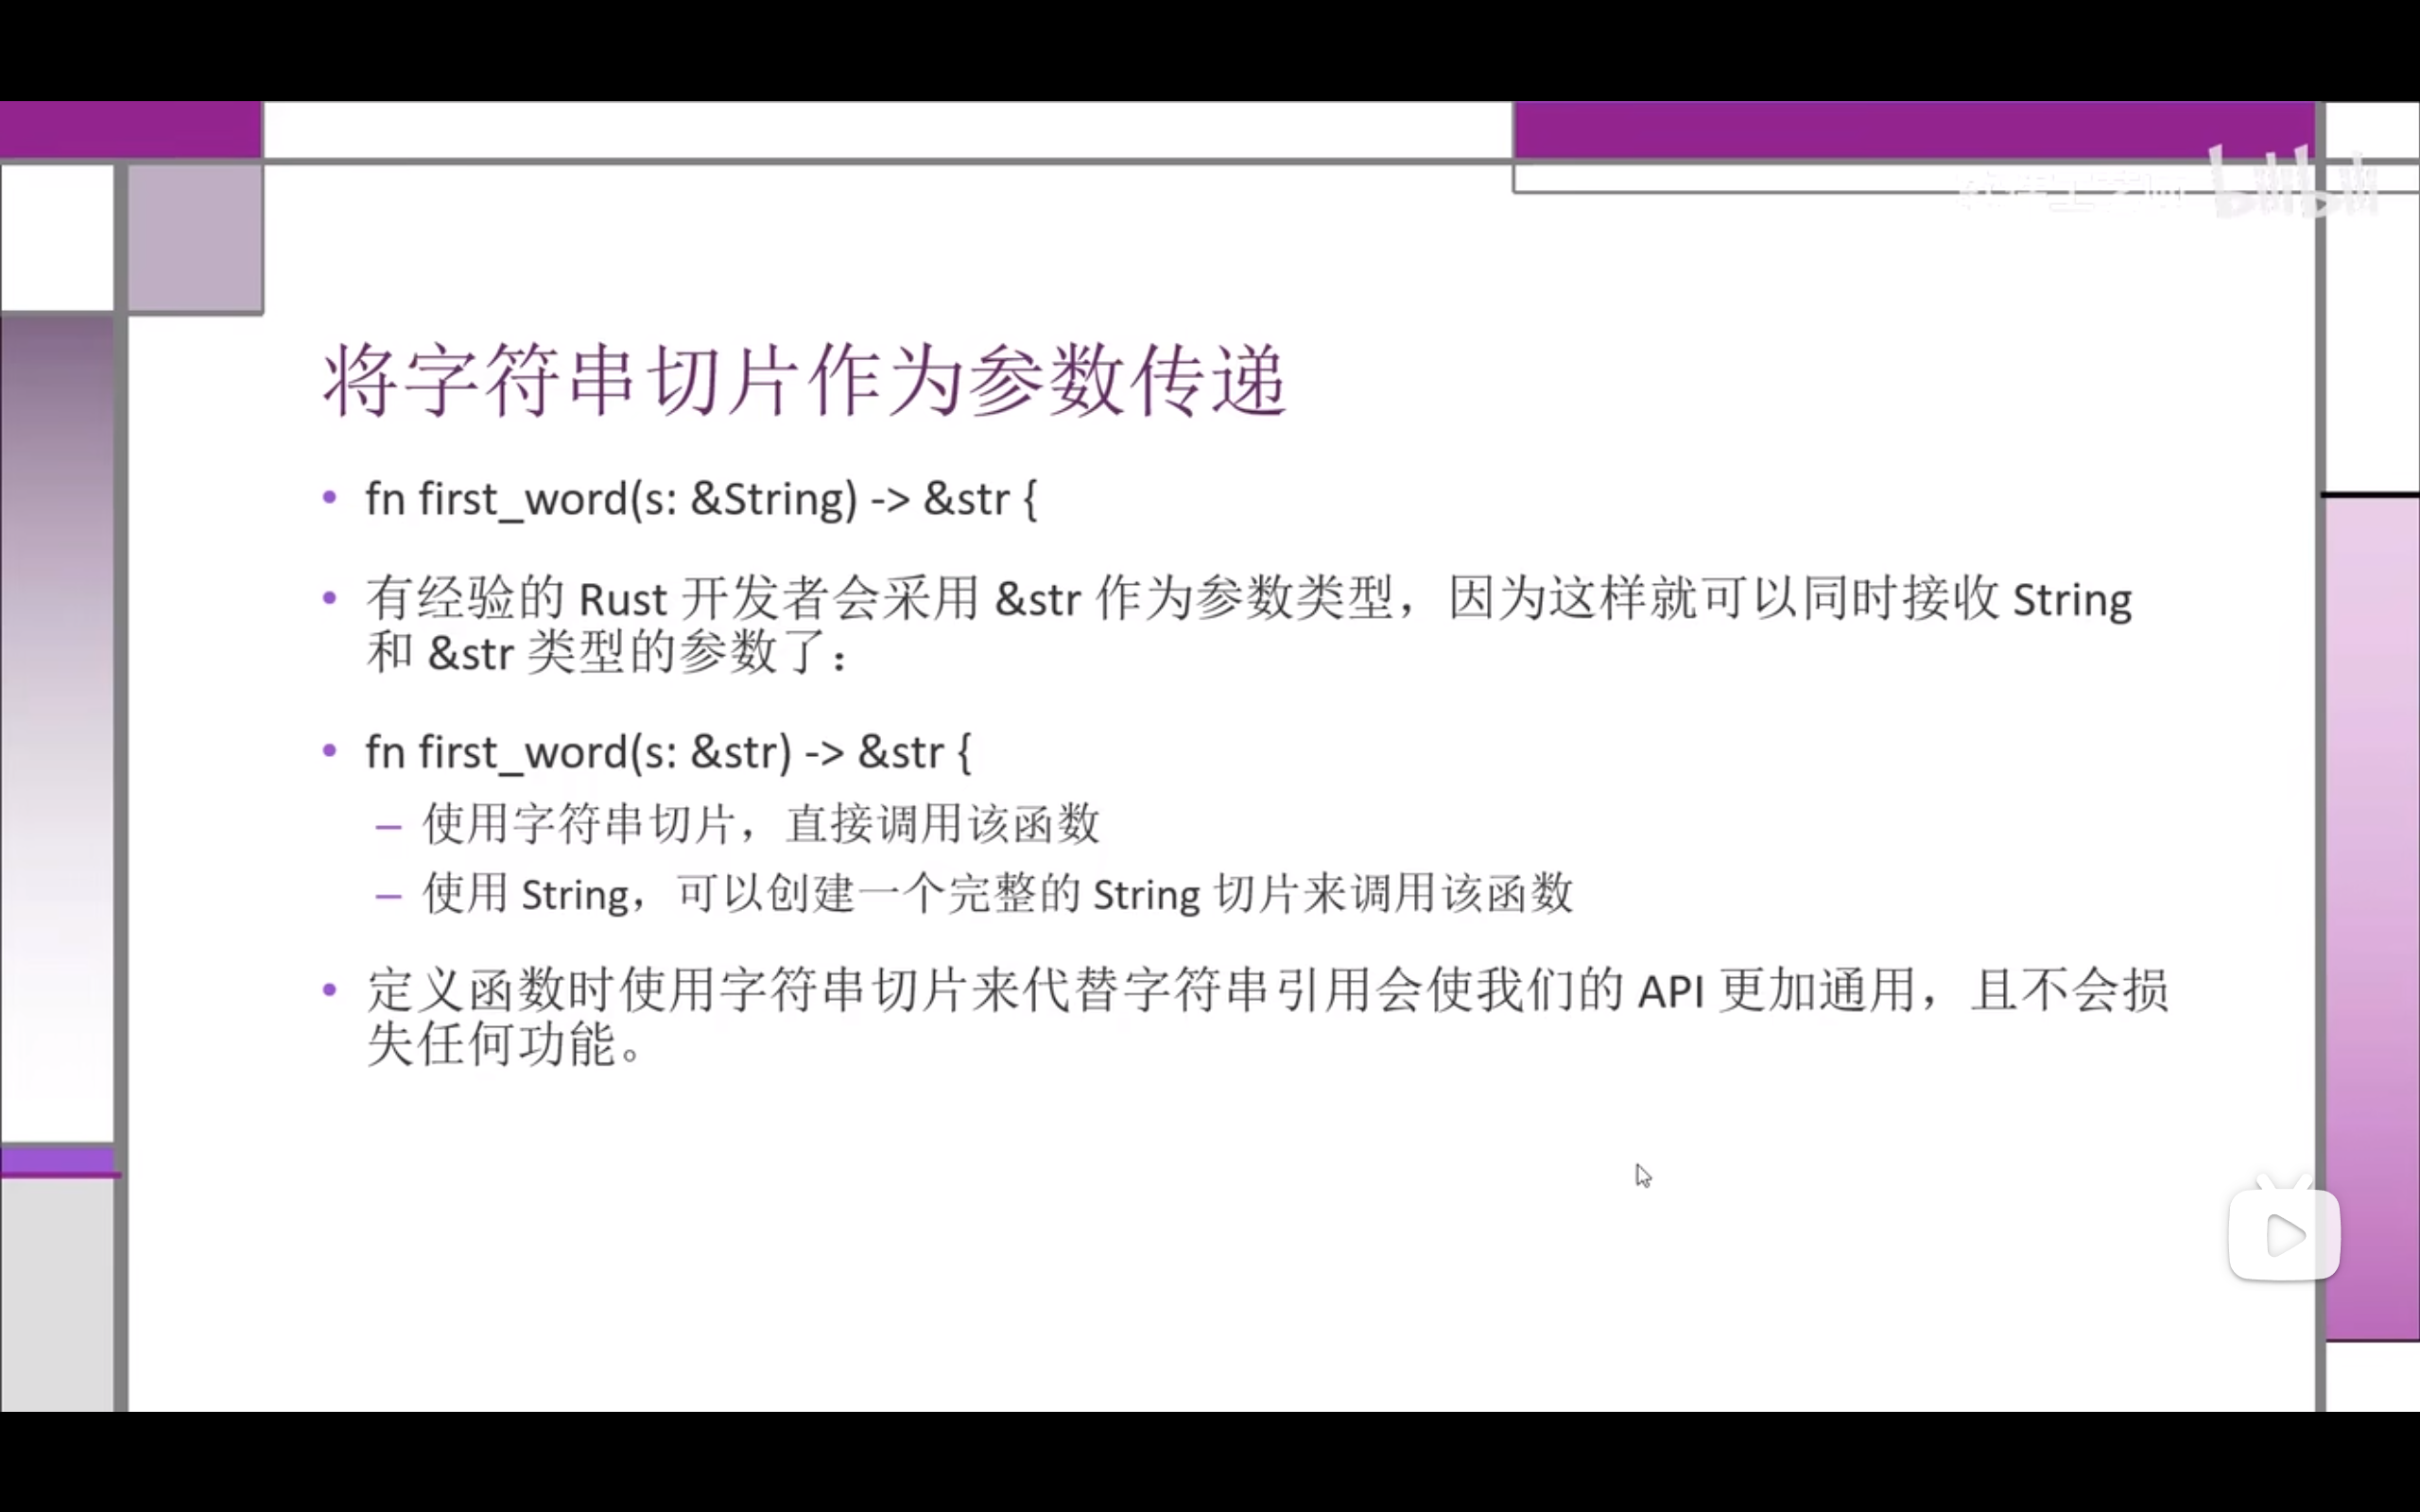 bilibili
将字符串切片作为参数传递
• fn first_word(s: &String) -> &str {
• 有经验的 Rust 开发者会采用 &str 作为参数类型，因为这样就可以同时接收 String
和 &str 类型的参数了：
• fn first_word(s: &str) -> &str {
– 使用字符串切片，直接调用该函数
– 使用 String，可以创建一个完整的 String 切片来调用该函数
• 定义函数时使用字符串切片来代替字符串引用会使我们的 API 更加通用，且不会损
失任何功能。